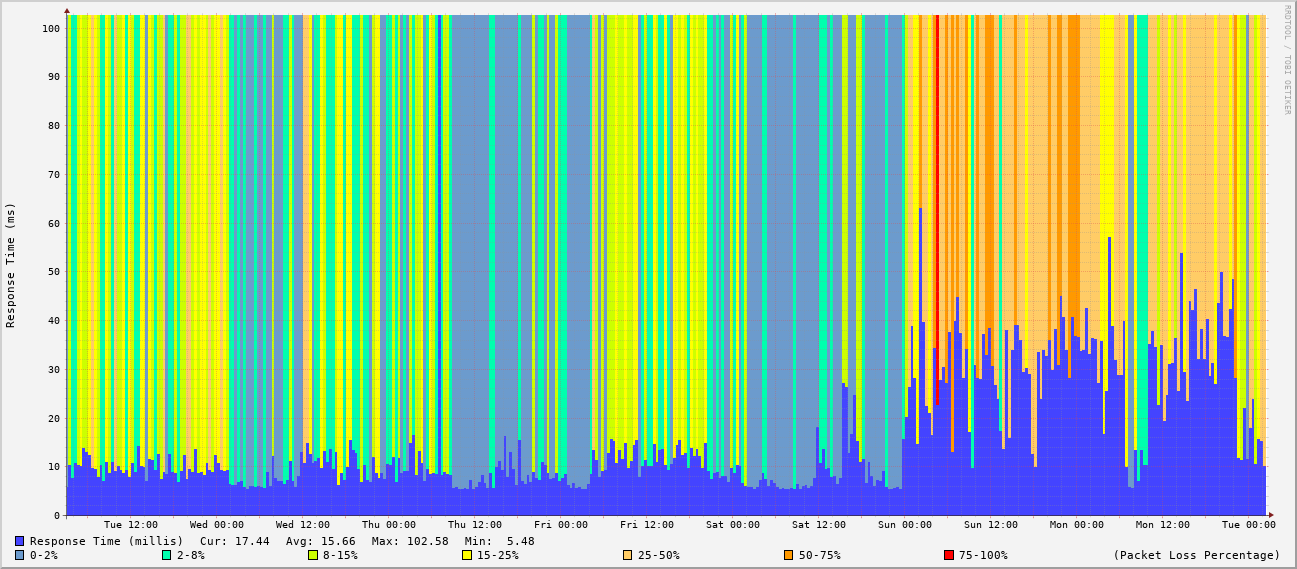 RRDTOOL / TOBI OETIKER
Response Time (ms)
100
90
80
70
60
50
40
30
20
10
0
Tue 12:00 Wed 00:00 Wed 12:00 Thu 00:00 Thu 12:00 Fri 00:00 Fri 12:00 Sat 00:00 Sat 12:00 Sun 00:00 Sun 12:00 Mon 00:00 Mon 12:00 Tue 00:00
Response Time (millis) Cur: 17.44 Avg: 15.66 Max: 102.58 Min: 5.48
0-2% 2-8% 8-15% 15-25% 25-50% 50-75% 75-100% (Packet Loss Percentage)